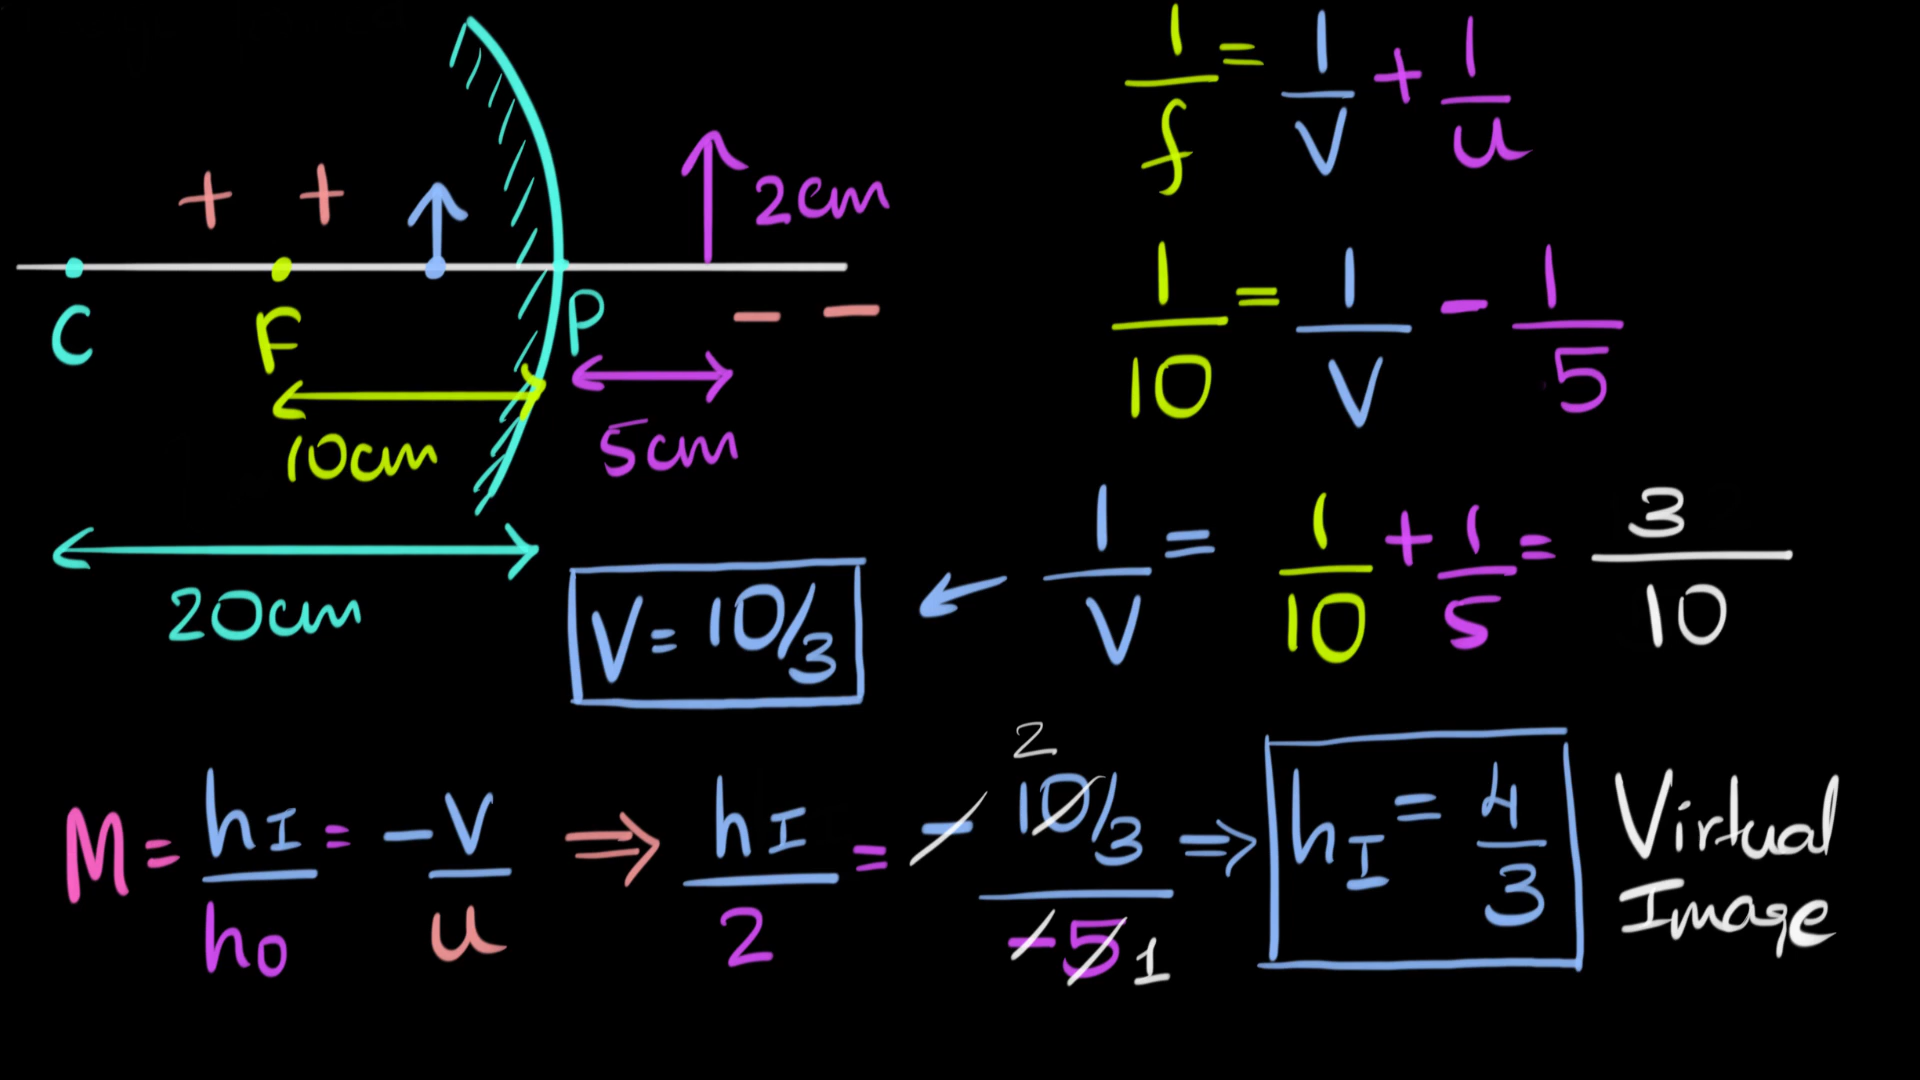 + +
2cm
C F P
- -
10cm
5cm
20cm
1/f = 1/v + 1/u
1/10 = 1/v - 1/5
1/v = 1/10 + 1/5 = 3/10
V = 10/3
M = hI/ho = -v/u ⇒ hI/2 = - 10/3 / -5 ⇒ hI = 4/3
2
1
Virtual
Image